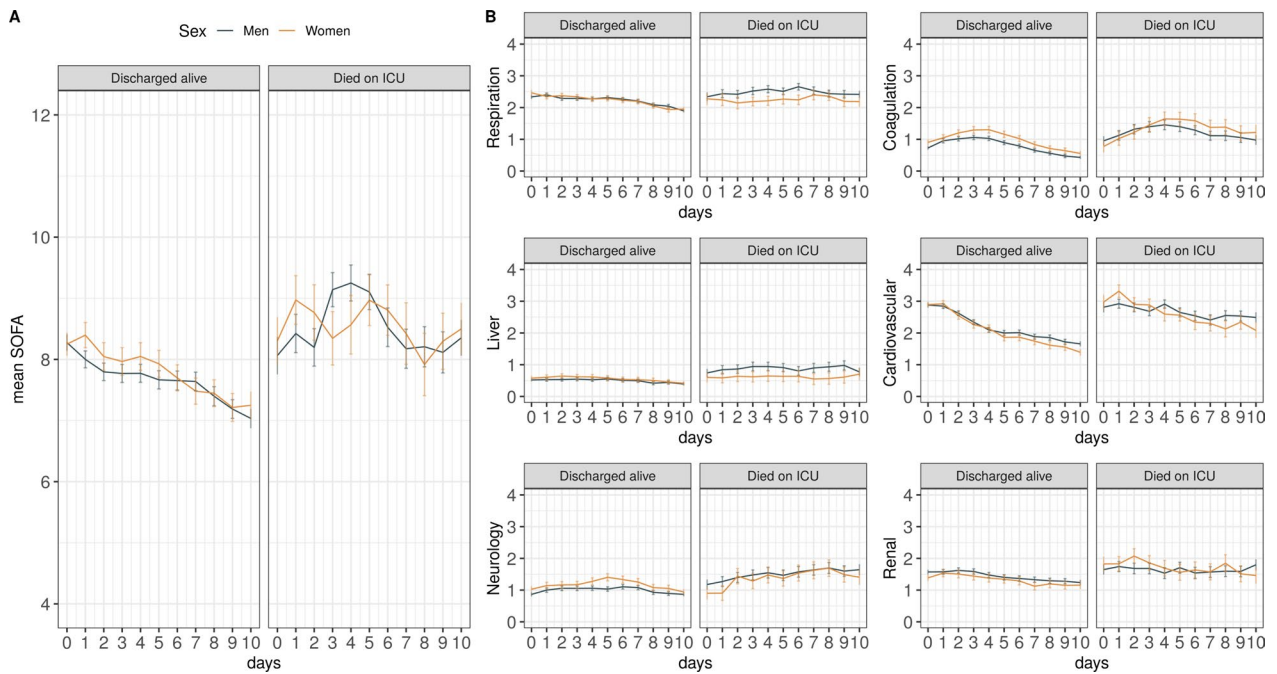 A
Sex Men Women
Discharged alive Died on ICU
mean SOFA
12
10
8
6
4
0 1 2 3 4 5 6 7 8 9 10 0 1 2 3 4 5 6 7 8 9 10
days
B
Discharged alive Died on ICU
Respiration
4
3
2
1
0
0 1 2 3 4 5 6 7 8 9 10 0 1 2 3 4 5 6 7 8 9 10
days
Discharged alive Died on ICU
Coagulation
4
3
2
1
0
0 1 2 3 4 5 6 7 8 9 10 0 1 2 3 4 5 6 7 8 9 10
days
Discharged alive Died on ICU
Liver
4
3
2
1
0
0 1 2 3 4 5 6 7 8 9 10 0 1 2 3 4 5 6 7 8 9 10
days
Discharged alive Died on ICU
Cardiovascular
4
3
2
1
0
0 1 2 3 4 5 6 7 8 9 10 0 1 2 3 4 5 6 7 8 9 10
days
Discharged alive Died on ICU
Neurology
4
3
2
1
0
0 1 2 3 4 5 6 7 8 9 10 0 1 2 3 4 5 6 7 8 9 10
days
Discharged alive Died on ICU
Renal
4
3
2
1
0
0 1 2 3 4 5 6 7 8 9 10 0 1 2 3 4 5 6 7 8 9 10
days